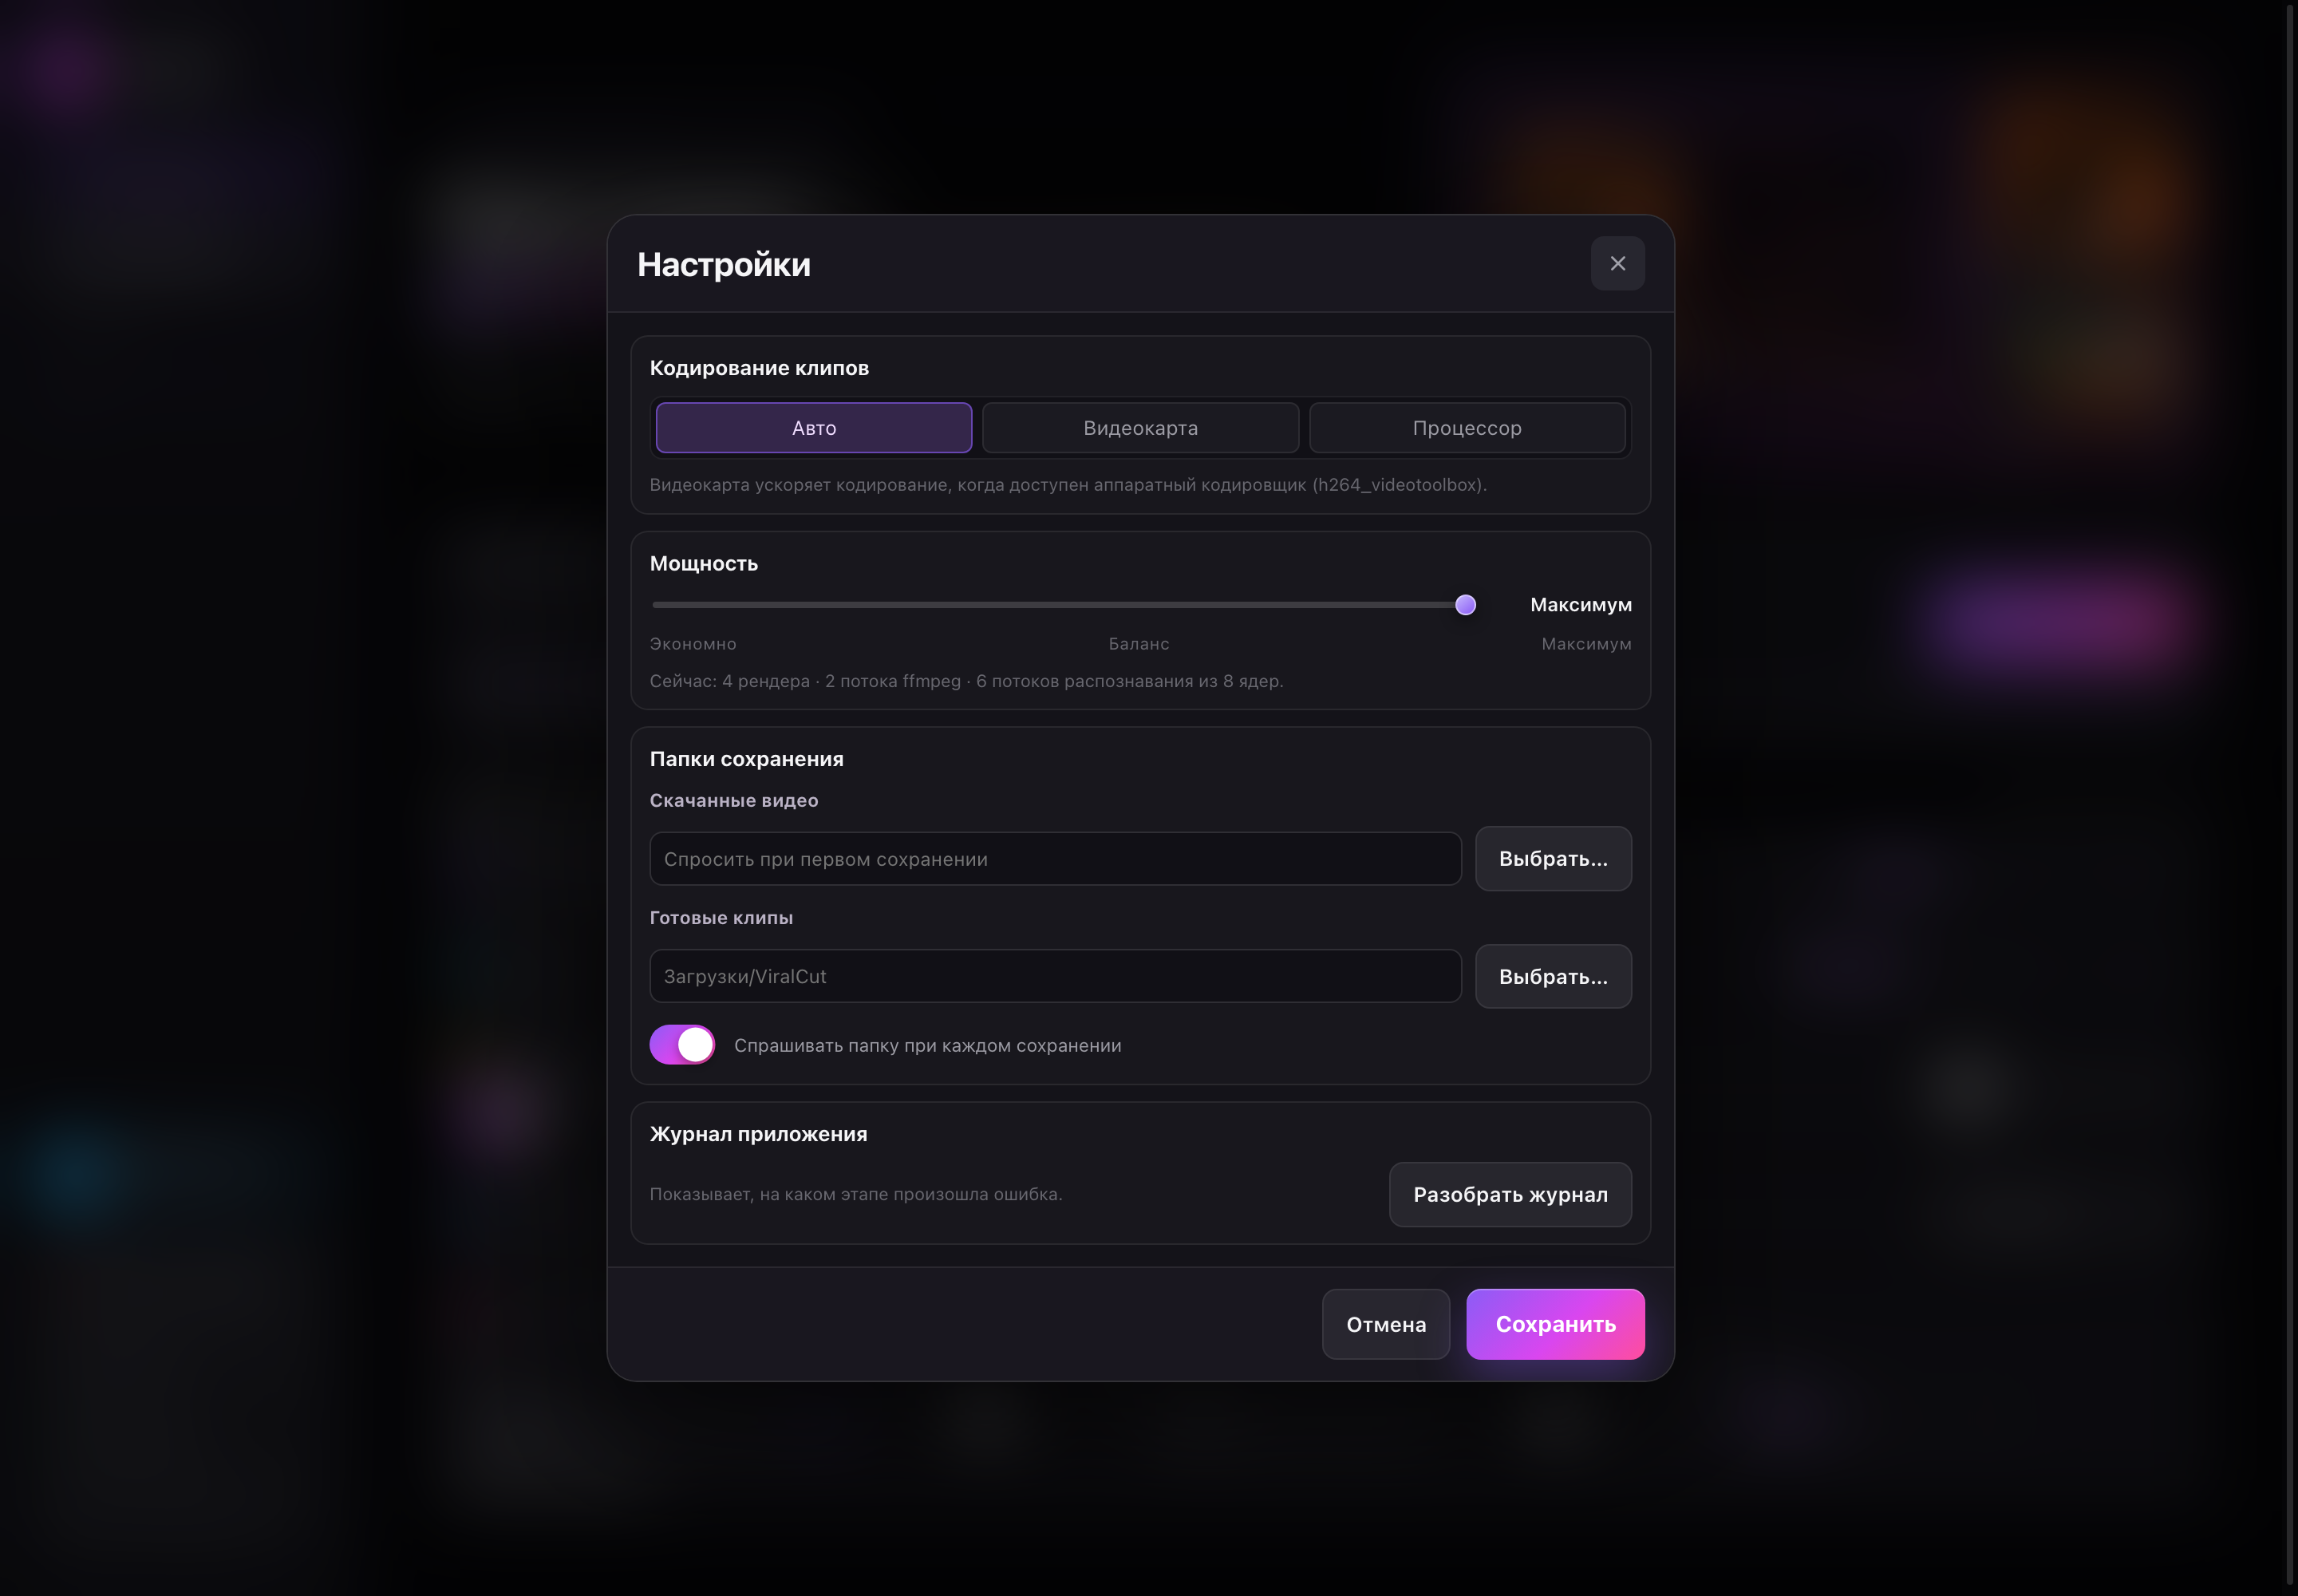 Настройки
Кодирование клипов
Авто
Видеокарта
Процессор
Видеокарта ускоряет кодирование, когда доступен аппаратный кодировщик (h264_videotoolbox).
Мощность
Максимум
Экономно
Баланс
Максимум
Сейчас: 4 рендера · 2 потока ffmpeg · 6 потоков распознавания из 8 ядер.
Папки сохранения
Скачанные видео
Спросить при первом сохранении
Выбрать...
Готовые клипы
Загрузки/ViralCut
Выбрать...
Спрашивать папку при каждом сохранении
Журнал приложения
Показывает, на каком этапе произошла ошибка.
Разобрать журнал
Отмена
Сохранить